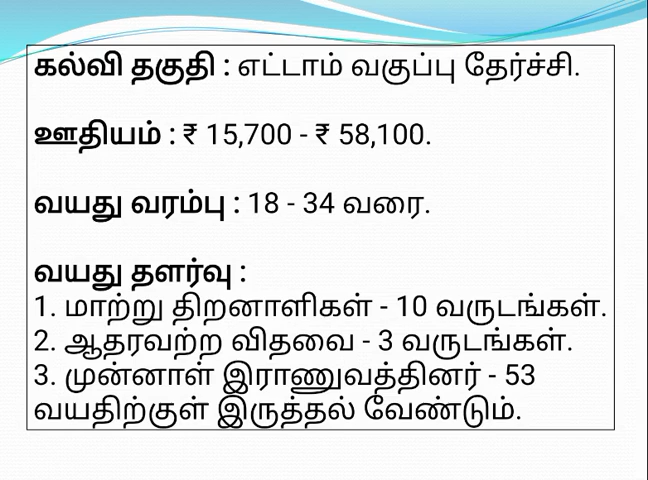 கல்வி தகுதி : எட்டாம் வகுப்பு தேர்ச்சி.
ஊதியம் : ₹ 15,700 - ₹ 58,100.
வயது வரம்பு : 18 - 34 வரை.
வயது தளர்வு :
1. மாற்று திறனாளிகள் - 10 வருடங்கள்.
2. ஆதரவற்ற விதவை - 3 வருடங்கள்.
3. முன்னாள் இராணுவத்தினர் - 53
வயதிற்குள் இருத்தல் வேண்டும்.